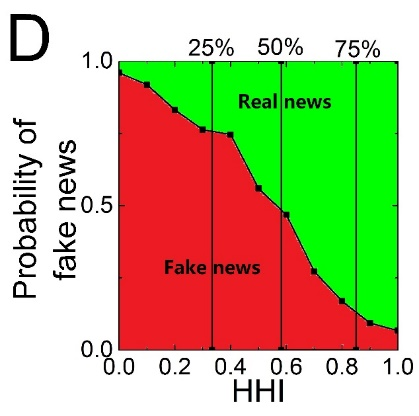 D
25% 50% 75%
1.0
Real news
Probability of
fake news
0.5
Fake news
0.0
0.0 0.2 0.4 0.6 0.8 1.0
HHI